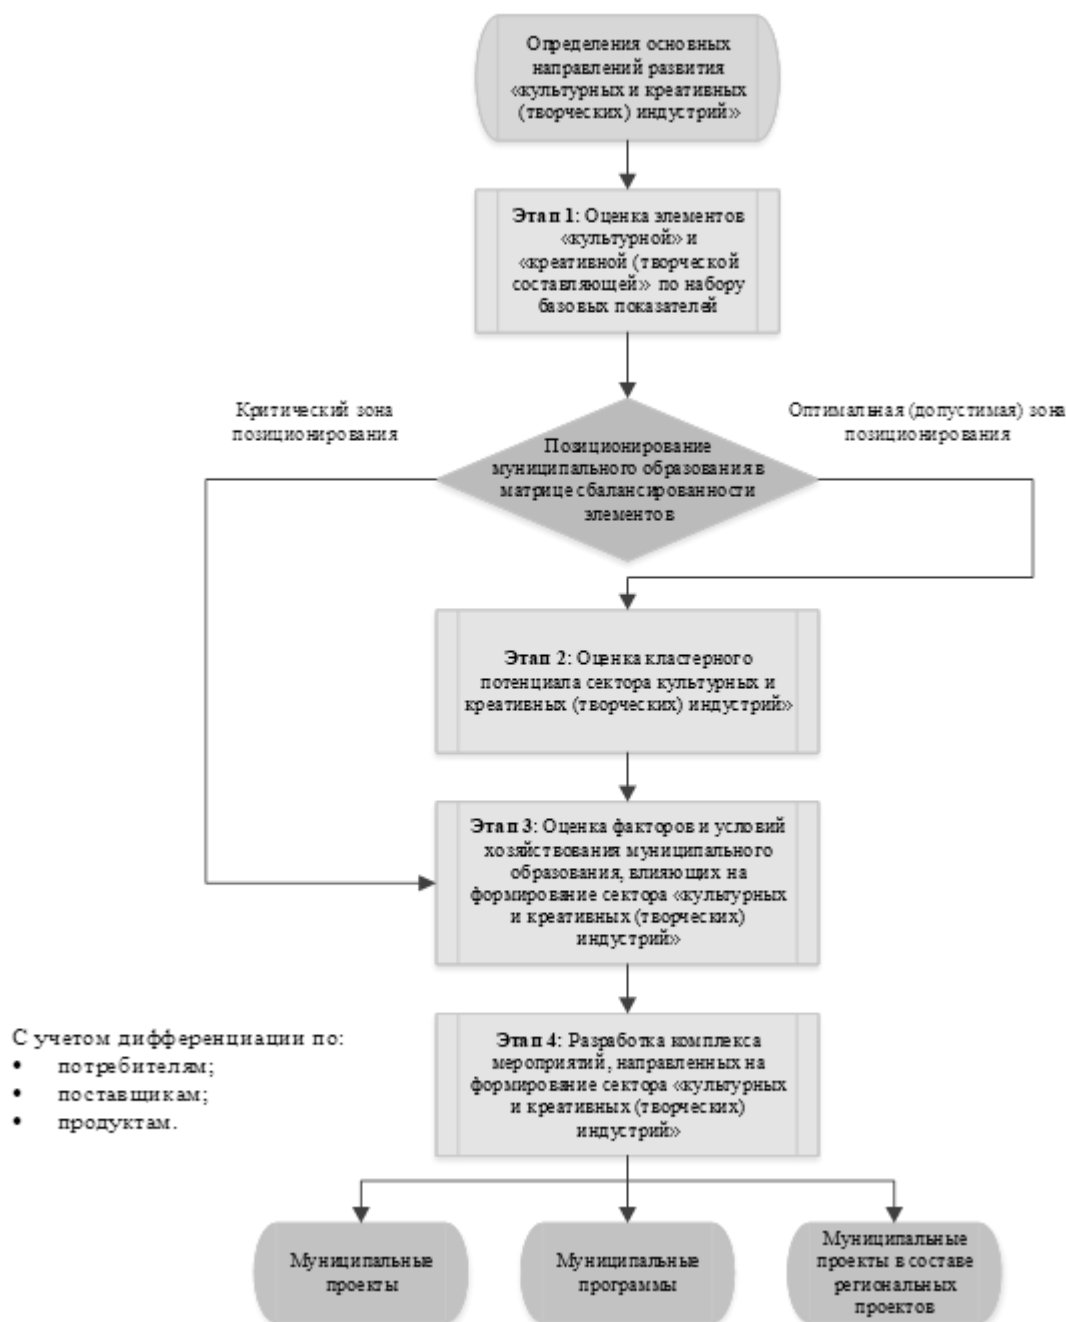 Определения основных
направлений развития
«культурных и креативных
(творческих) индустрий»
Этап 1: Оценка элементов
«культурной» и
«креативной (творческой
составляющей» по набору
базовых показателей
Критический зона
позиционирования
Оптимальная (допустимая) зона
позиционирования
Позиционирование
муниципального образования в
матрице сбалансированности
элементов
Этап 2: Оценка кластерного
потенциала сектора культурных и
креативных (творческих) индустрий»
Этап 3: Оценка факторов и условий
хозяйствования муниципального
образования, влияющих на
формирование сектора «культурных
и креативных (творческих)
индустрий»
С учетом дифференциации по:
• потребителям;
• поставщикам;
• продуктам.
Этап 4: Разработка комплекса
мероприятий, направленных на
формирование сектора «культурных
и креативных (творческих)
индустрий»
Муниципальные
проекты
Муниципальные
программы
Муниципальные
проекты в составе
региональных
проектов